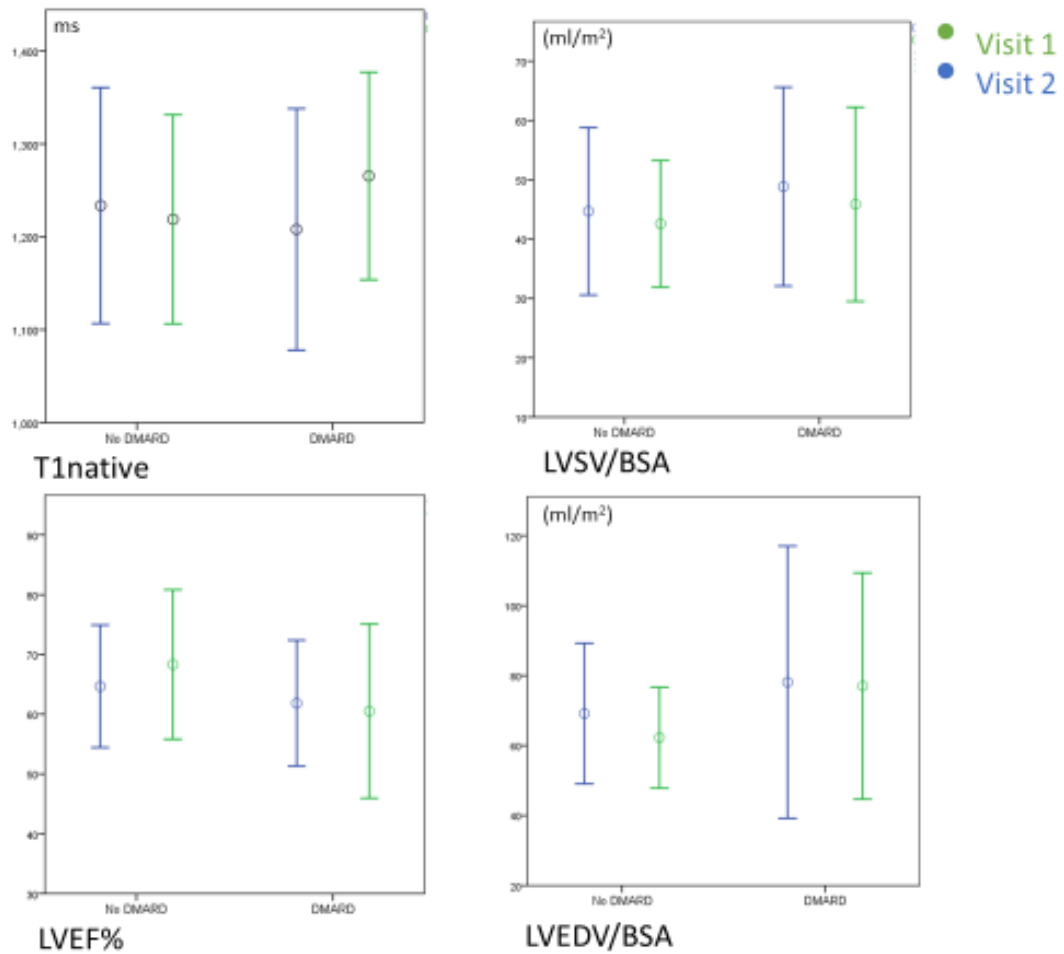 ms
1,400
1,300
1,200
1,100
1,000
No DMARD DMARD
T1native
(ml/m²)
70
60
50
40
30
20
10
No DMARD DMARD
LVSV/BSA
Visit 1
Visit 2
90
80
70
60
50
40
30
No DMARD DMARD
LVEF%
(ml/m²)
120
100
80
60
40
20
No DMARD DMARD
LVEDV/BSA